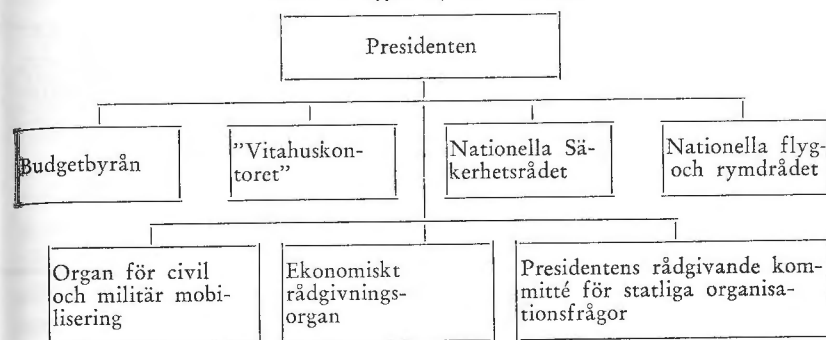 Presidenten
Budgetbyrån
"Vitahuskon-
toret"
Nationella Sä-
kerhetsrådet
Nationella flyg-
och rymdrådet
Organ för civil
och militär mobi-
lisering
Ekonomiskt
rådgivnings-
organ
Presidentens rådgivande kom-
mitté för statliga organisa-
tionsfrågor